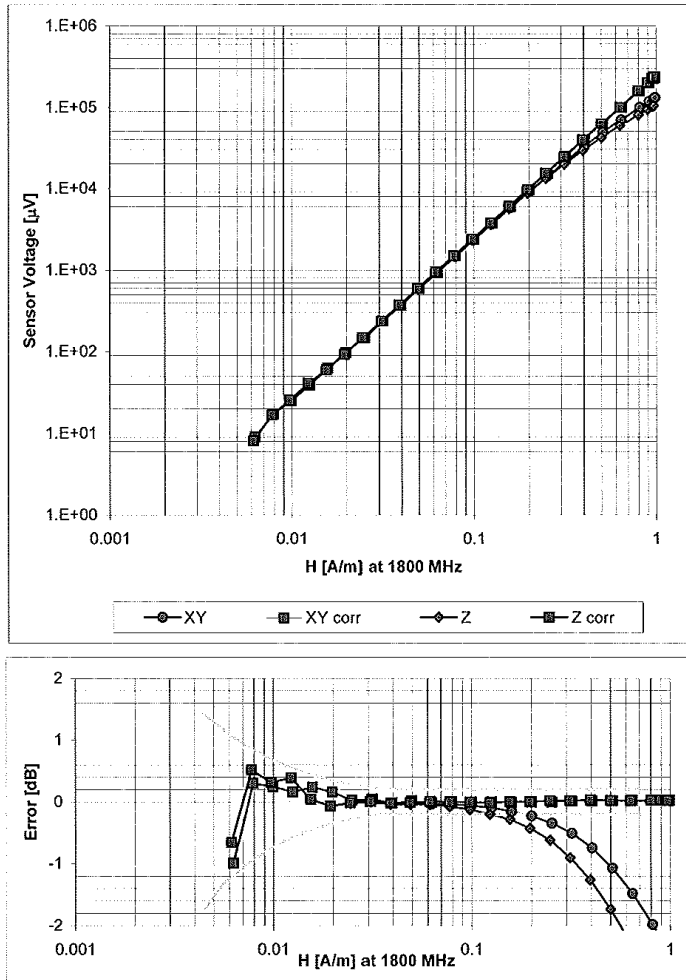 1.E+06
1.E+05
1.E+04
1.E+03
1.E+02
1.E+01
1.E+00
Sensor Voltage [µV]
0.001 0.01 0.1 1
H [A/m] at 1800 MHz
XY XY corr Z Z corr
2
1
0
-1
-2
Error [dB]
0.001 0.01 0.1 1
H [A/m] at 1800 MHz